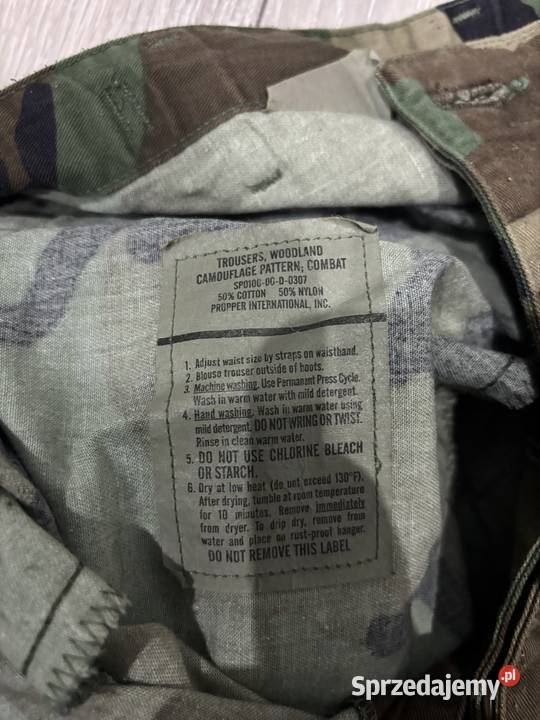 TROUSERS, WOODLAND
CAMOUFLAGE PATTERN; COMBAT
SPO100-00-D-0307
50% COTTON 50% NYLON
PROPPER INTERNATIONAL, INC.
1. Adjust waist size by straps on waistband.
2. Blouse trouser outside of boots.
3. Machine washing. Use Permanent Press Cycle.
Wash in warm water with mild detergent.
4. Hand washing. Wash in warm water using
mild detergent. DO NOT WRING OR TWIST.
Rinse in clean warm water.
5. DO NOT USE CHLORINE BLEACH
OR STARCH.
6. Dry at low heat (do not exceed 130°F).
After drying, tumble at room temperature
for 10 minutes. Remove immediately
from dryer. To drip dry, remove from
water and place on rust-proof hanger.
DO NOT REMOVE THIS LABEL
Sprzedajemy.pl